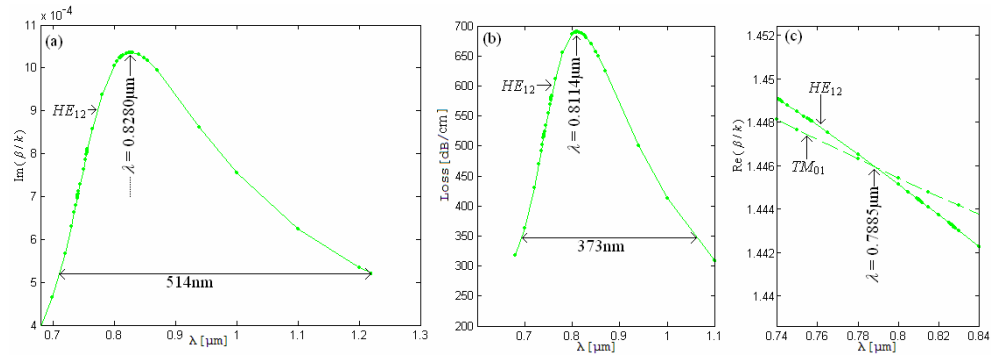 × 10⁻⁴
11
10
9
8
7
6
5
4
0.7 0.8 0.9 1 1.1 1.2 1.3
Im(β/k)
λ [μm]
(a)
HE₁₂
λ = 0.8280μm
514nm
700
650
600
550
500
450
400
350
300
250
200
0.6 0.7 0.8 0.9 1 1.1
Loss[dB/cm]
λ [μm]
(b)
HE₁₂
λ = 0.8114μm
373nm
1.452
1.45
1.448
1.446
1.444
1.442
1.44
0.74 0.76 0.78 0.8 0.82 0.84
Re(β/k)
λ [μm]
(c)
HE₁₂
TM₀₁
λ = 0.7885μm